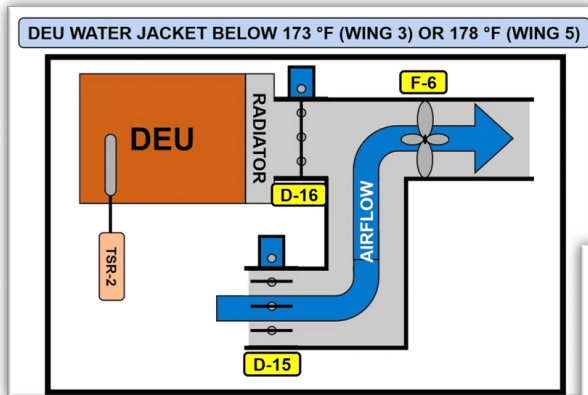 DEU WATER JACKET BELOW 173 °F (WING 3) OR 178 °F (WING 5)
F-6
DEU
RADIATOR
D-16
AIRFLOW
TSR-2
D-15